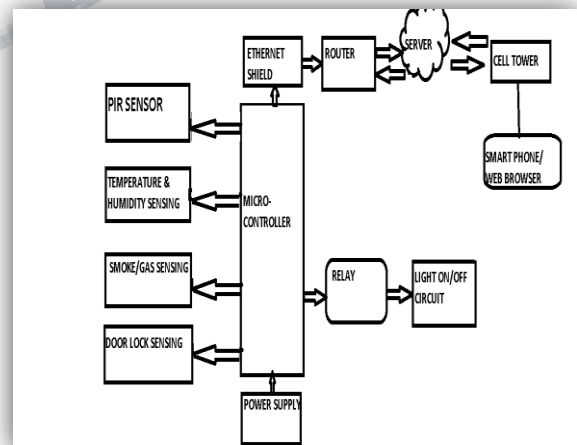 ETHERNET
SHIELD
ROUTER
SERVER
CELL TOWER
PIR SENSOR
SMART PHONE/
WEB BROWSER
TEMPERATURE &
HUMIDITY SENSING
MICRO-
CONTROLLER
SMOKE/GAS SENSING
RELAY
LIGHT ON/OFF
CIRCUIT
DOOR LOCK SENSING
POWER SUPPLY